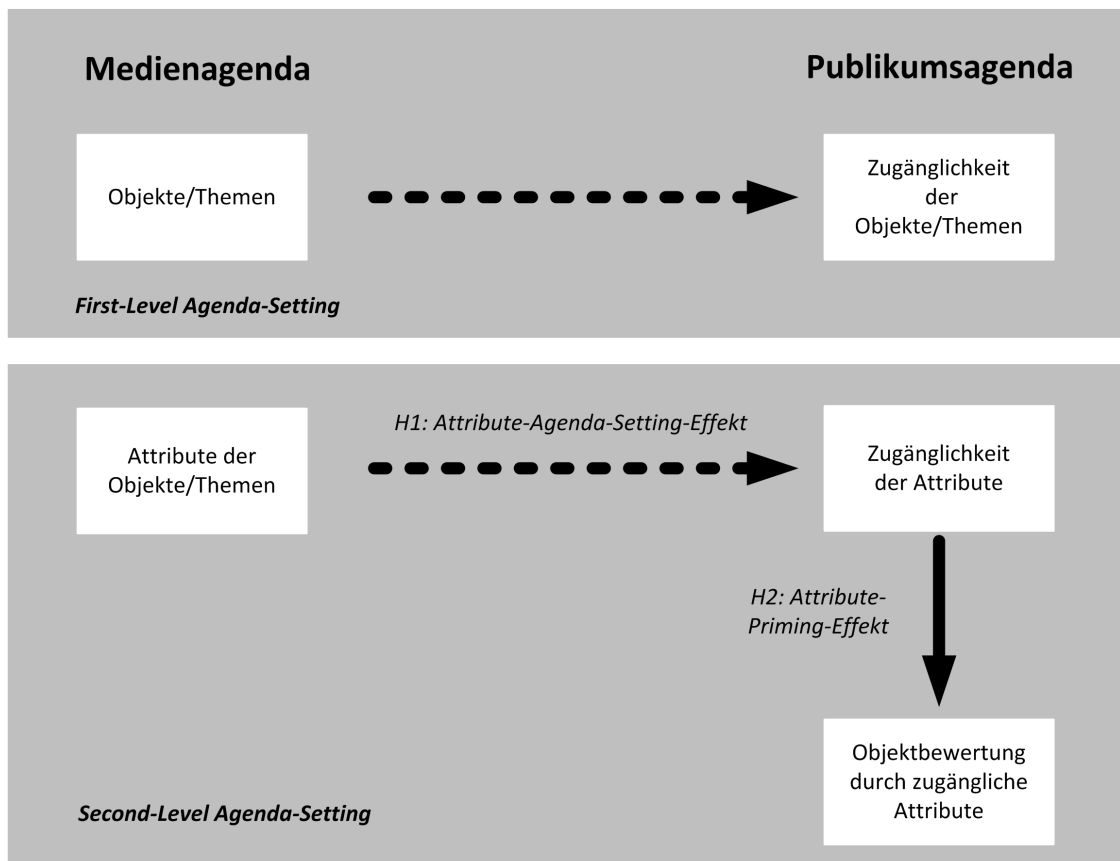 Medienagenda
Publikumsagenda
Objekte/Themen
Zugänglichkeit
der
Objekte/Themen
First-Level Agenda-Setting
Attribute der
Objekte/Themen
H1: Attribute-Agenda-Setting-Effekt
Zugänglichkeit
der Attribute
H2: Attribute-
Priming-Effekt
Objektbewertung
durch zugängliche
Attribute
Second-Level Agenda-Setting